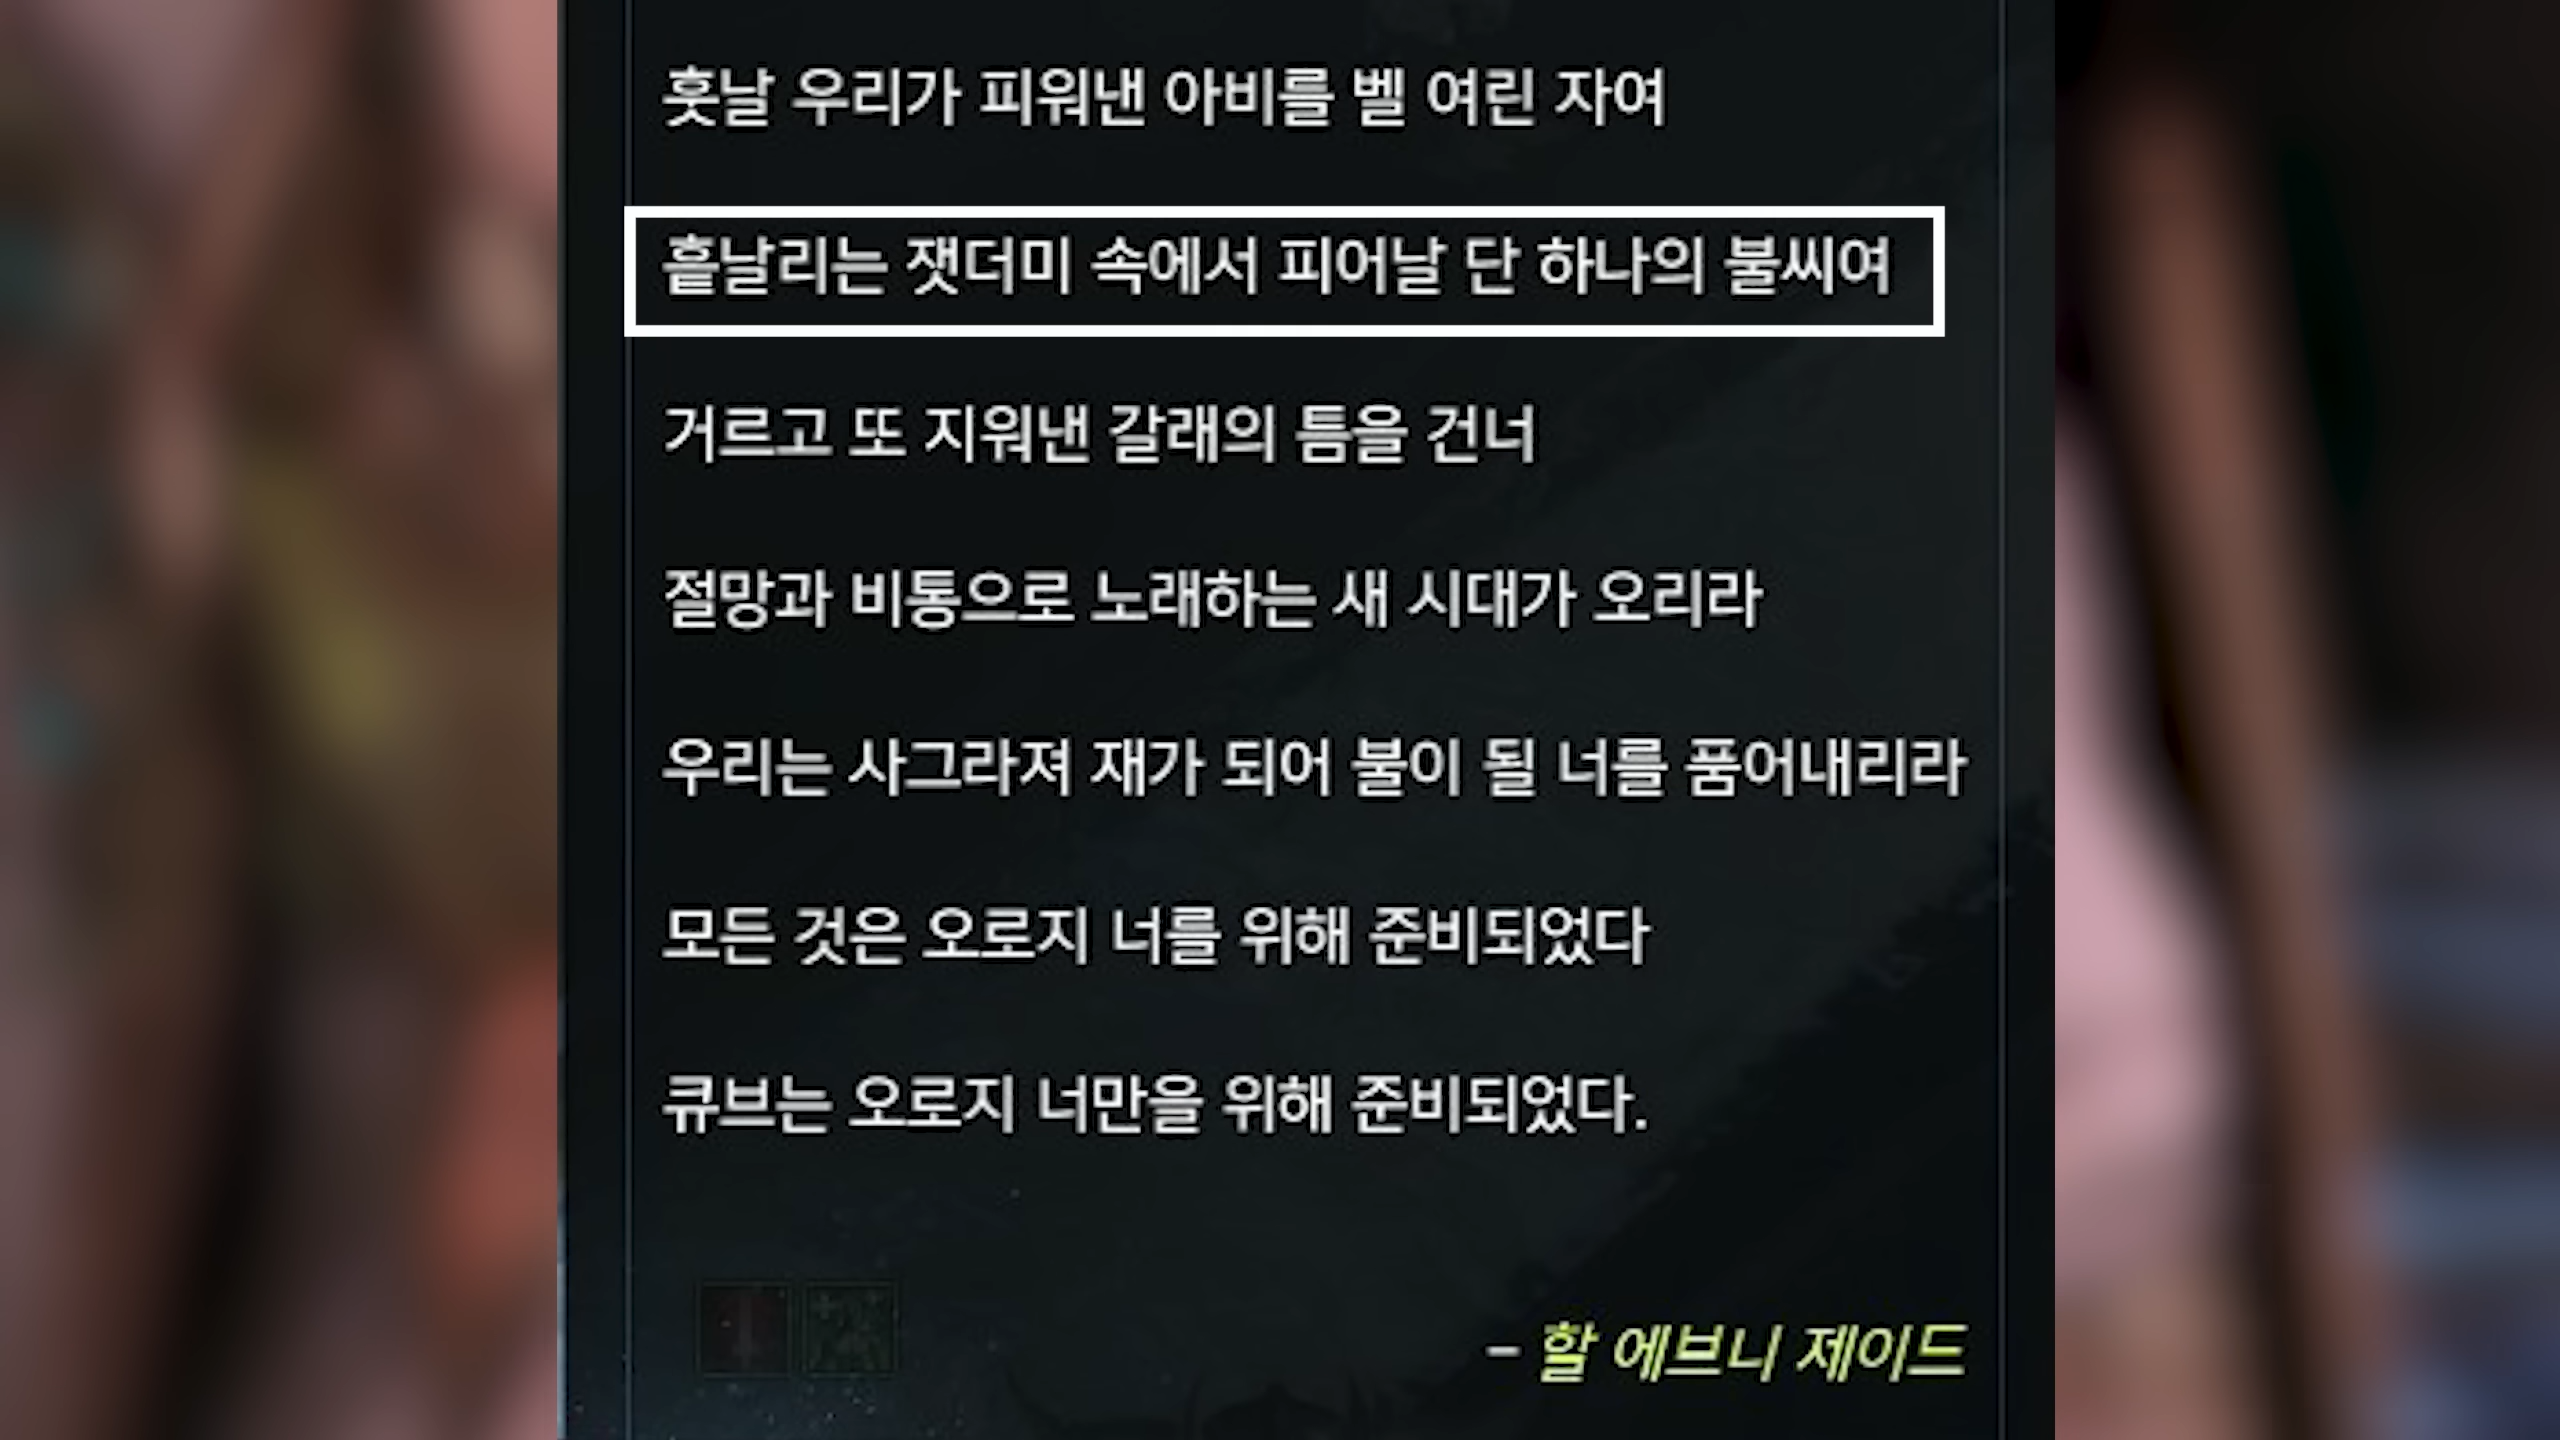 훗날 우리가 피워낸 아비를 벨 여린 자여
흩날리는 잿더미 속에서 피어날 단 하나의 불씨여
거르고 또 지워낸 갈래의 틈을 건너
절망과 비통으로 노래하는 새 시대가 오리라
우리는 사그라져 재가 되어 불이 될 너를 품어내리라
모든 것은 오로지 너를 위해 준비되었다
큐브는 오로지 너만을 위해 준비되었다.
- 할 에브니 제이드